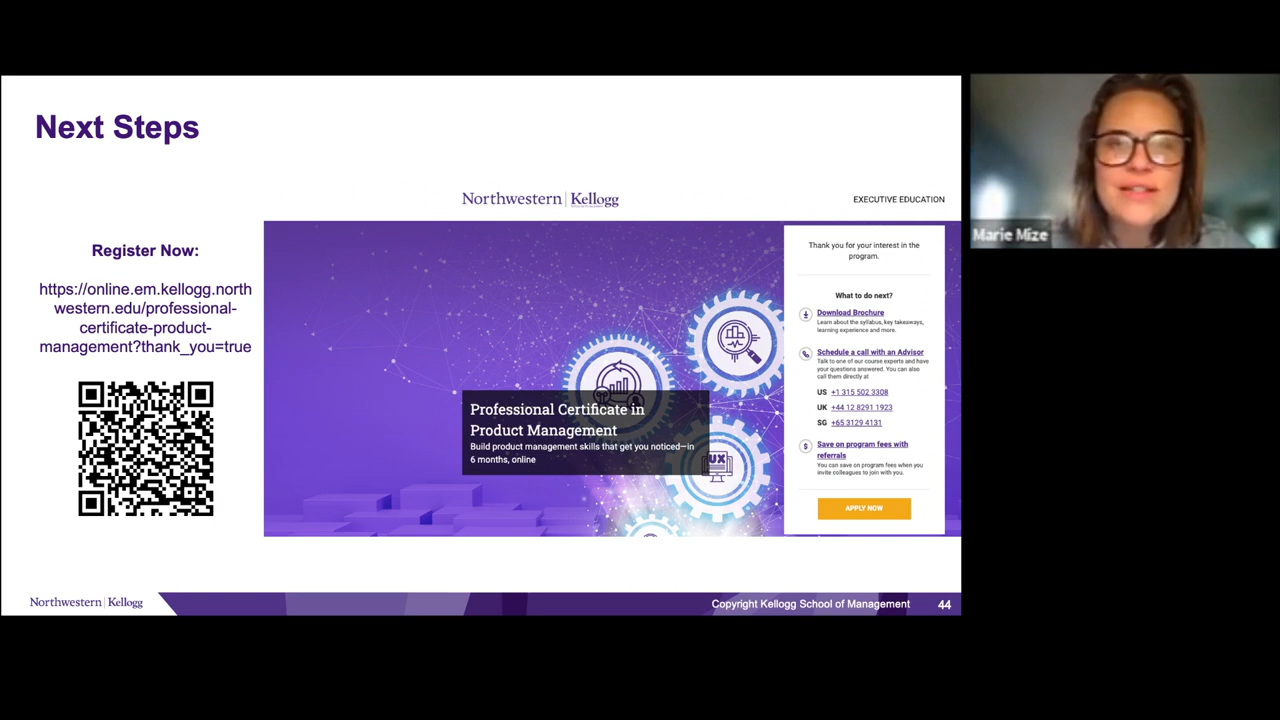 Next Steps
Northwestern | Kellogg
EXECUTIVE EDUCATION
Register Now:
https://online.em.kellogg.north
western.edu/professional-
certificate-product-
management?thank_you=true
Professional Certificate in
Product Management
Build product management skills that get you noticed—in
6 months, online
UX
Thank you for your interest in the
program.
What to do next?
Download Brochure
Learn about the syllabus, key takeaways,
learning experience and more.
Schedule a call with an Advisor
Talk to one of our course experts and have
your questions answered. You can also
call them directly at
US +1 315 502 3308
UK +44 12 8291 1923
SG +65 3129 4131
$
Save on program fees with
referrals
You can save on program fees when you
invite colleagues to join with you.
APPLY NOW
Northwestern | Kellogg
Copyright Kellogg School of Management 44
Marie Mize